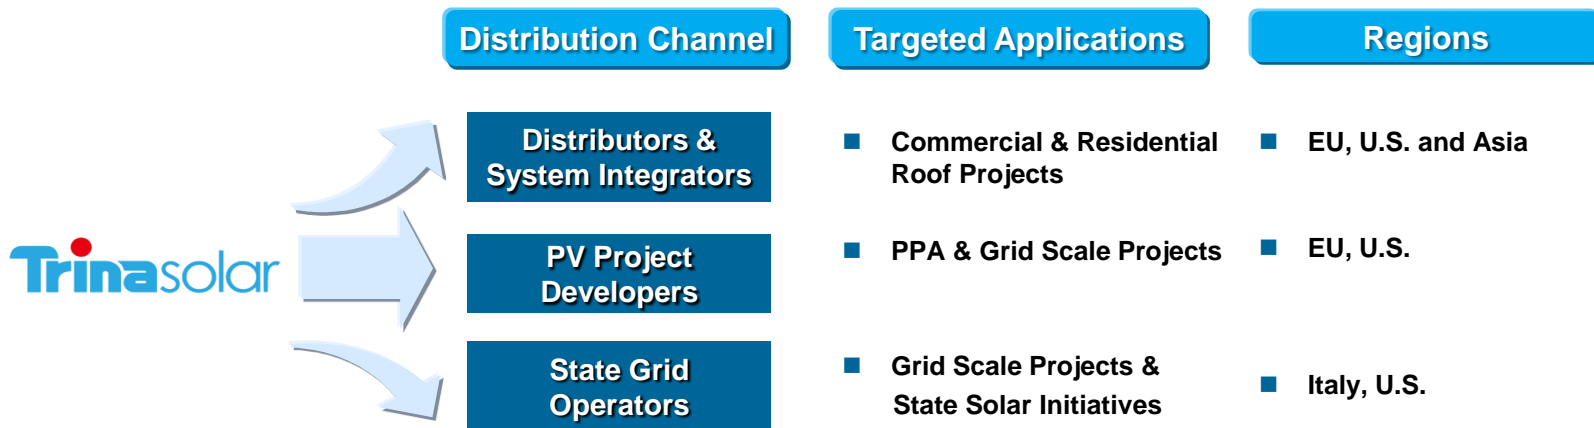 Distribution Channel
Targeted Applications
Regions
Distributors &
System Integrators
Commercial & Residential
Roof Projects
EU, U.S. and Asia
Trinasolar
PV Project
Developers
PPA & Grid Scale Projects
EU, U.S.
State Grid
Operators
Grid Scale Projects &
State Solar Initiatives
Italy, U.S.